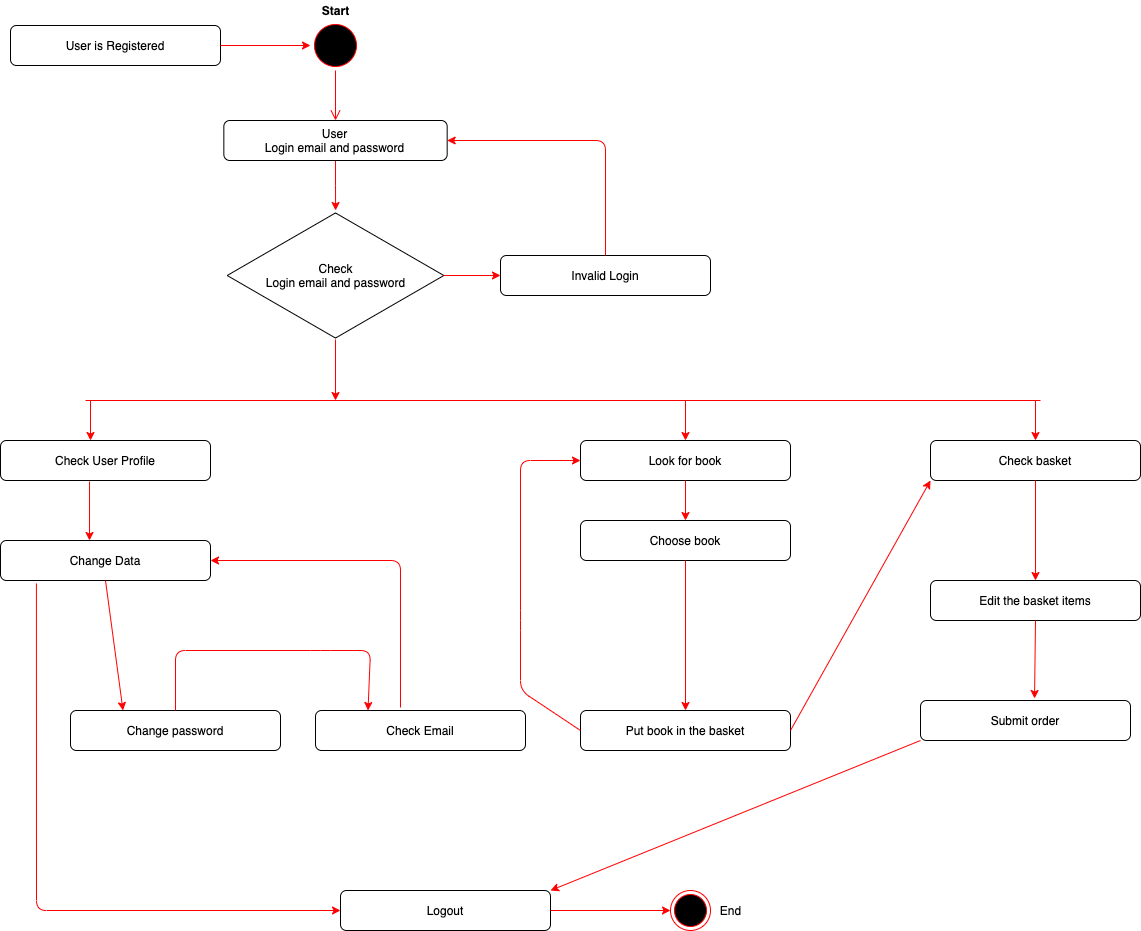 Start
User is Registered
User
Login email and password
Check
Login email and password
Invalid Login
Check User Profile
Look for book
Check basket
Choose book
Change Data
Edit the basket items
Change password
Check Email
Put book in the basket
Submit order
Logout
End